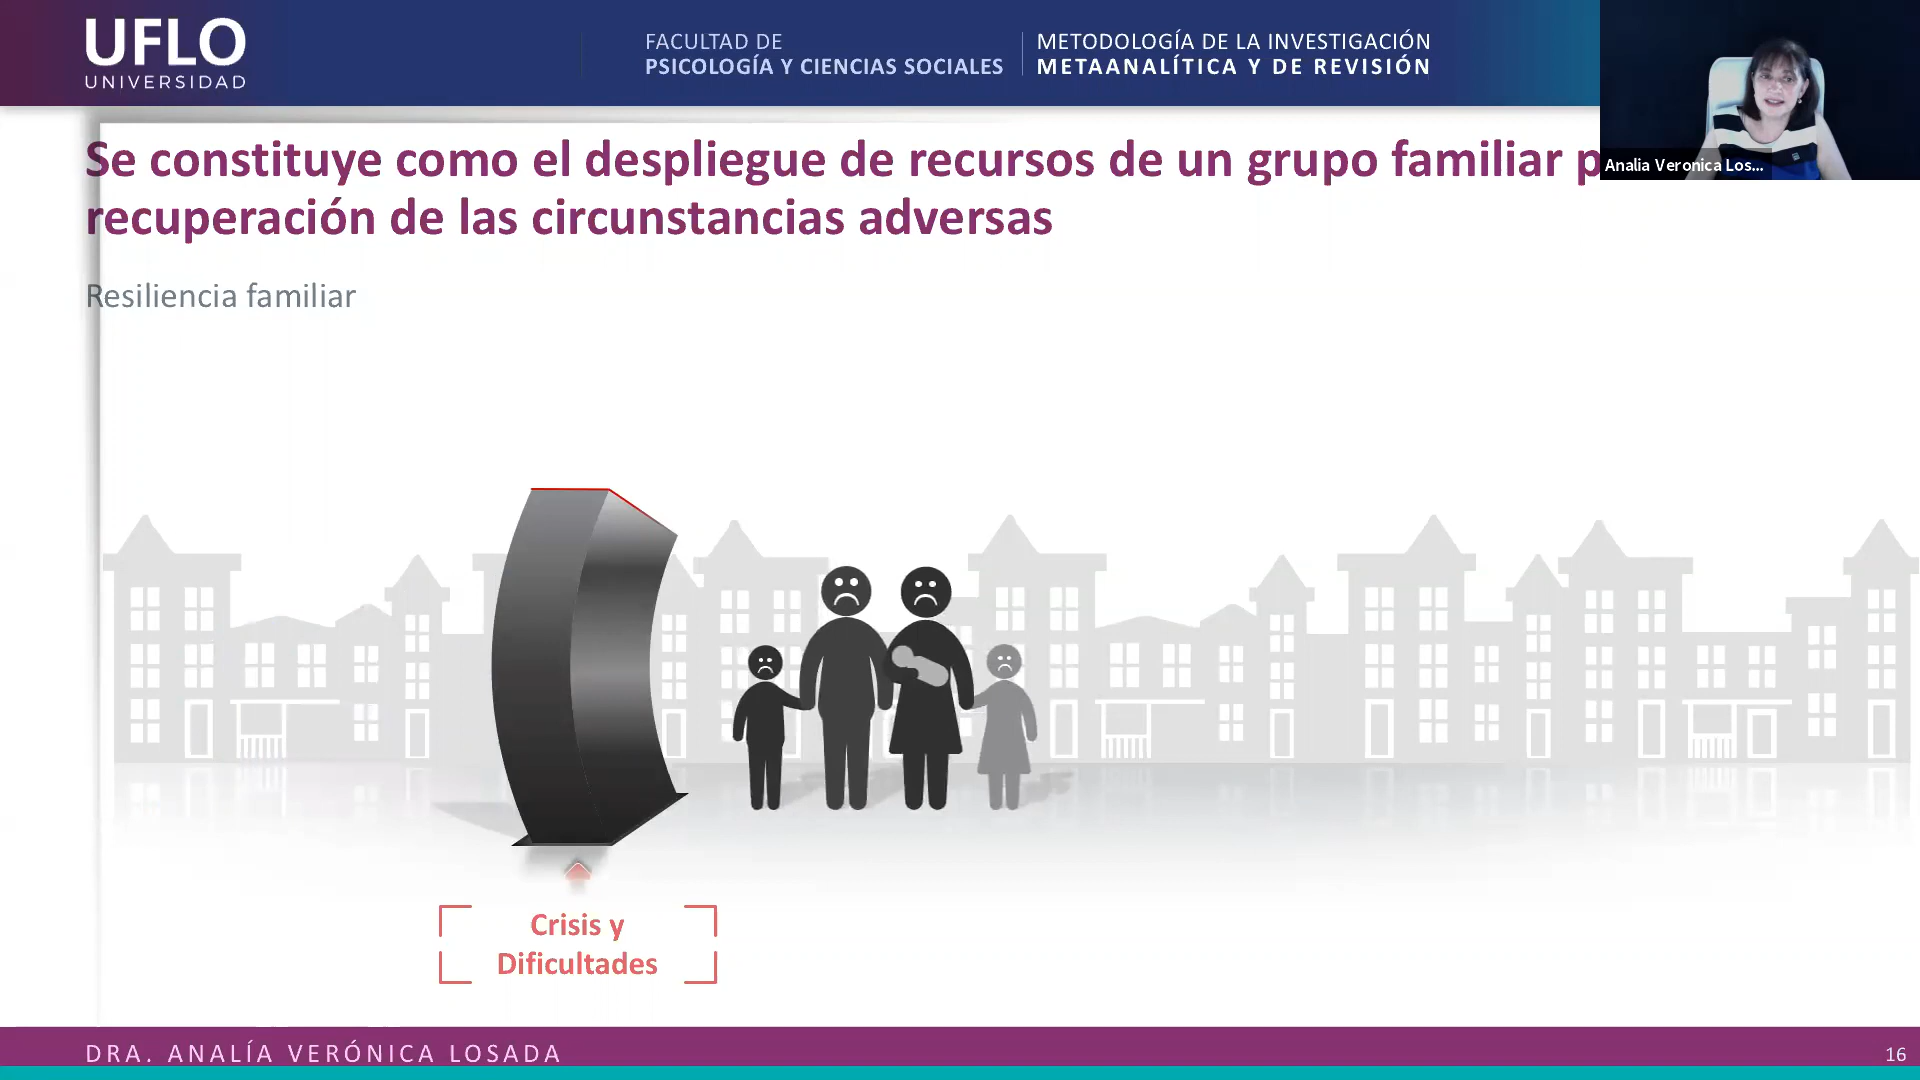 UFLO
UNIVERSIDAD
FACULTAD DE
PSICOLOGÍA Y CIENCIAS SOCIALES
METODOLOGÍA DE LA INVESTIGACIÓN
METAANALÍTICA Y DE REVISIÓN
Analia Veronica Los...
Se constituye como el despliegue de recursos de un grupo familiar
recuperación de las circunstancias adversas
Resiliencia familiar
Crisis y
Dificultades
DRA. ANALÍA VERÓNICA LOSADA
16